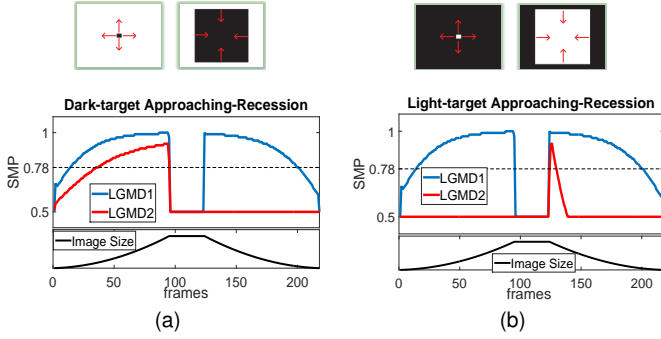 Dark-target Approaching-Recession
SMP
1
0.78
0.5
LGMD1
LGMD2
Image Size
0 50 100 150 200
frames
(a)
Light-target Approaching-Recession
SMP
1
0.78
0.5
LGMD1
LGMD2
Image Size
0 50 100 150 200
frames
(b)